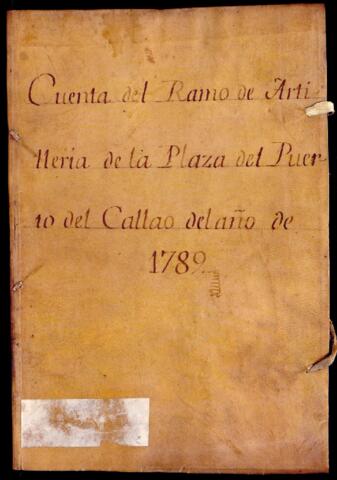 Cuenta del Ramo de Arti-
lleria de la Plaza del Puer-
to del Callao del año de
1789